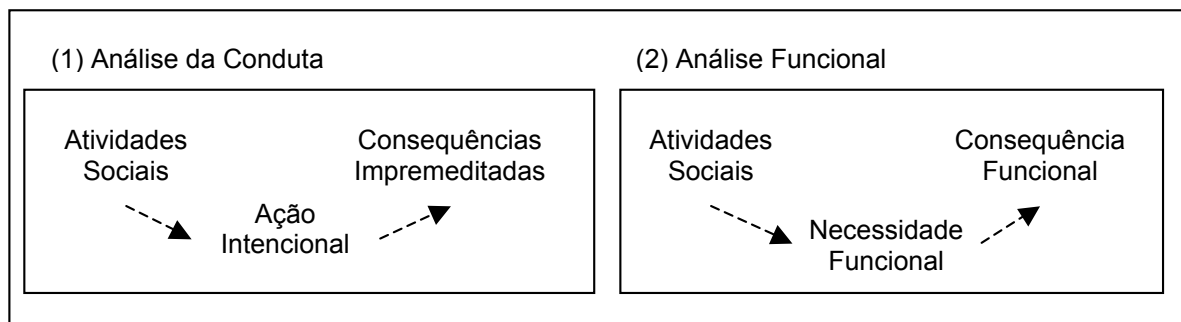 (1) Análise da Conduta
Atividades
Sociais
Consequências
Impremeditadas
Ação
Intencional
(2) Análise Funcional
Atividades
Sociais
Consequência
Funcional
Necessidade
Funcional